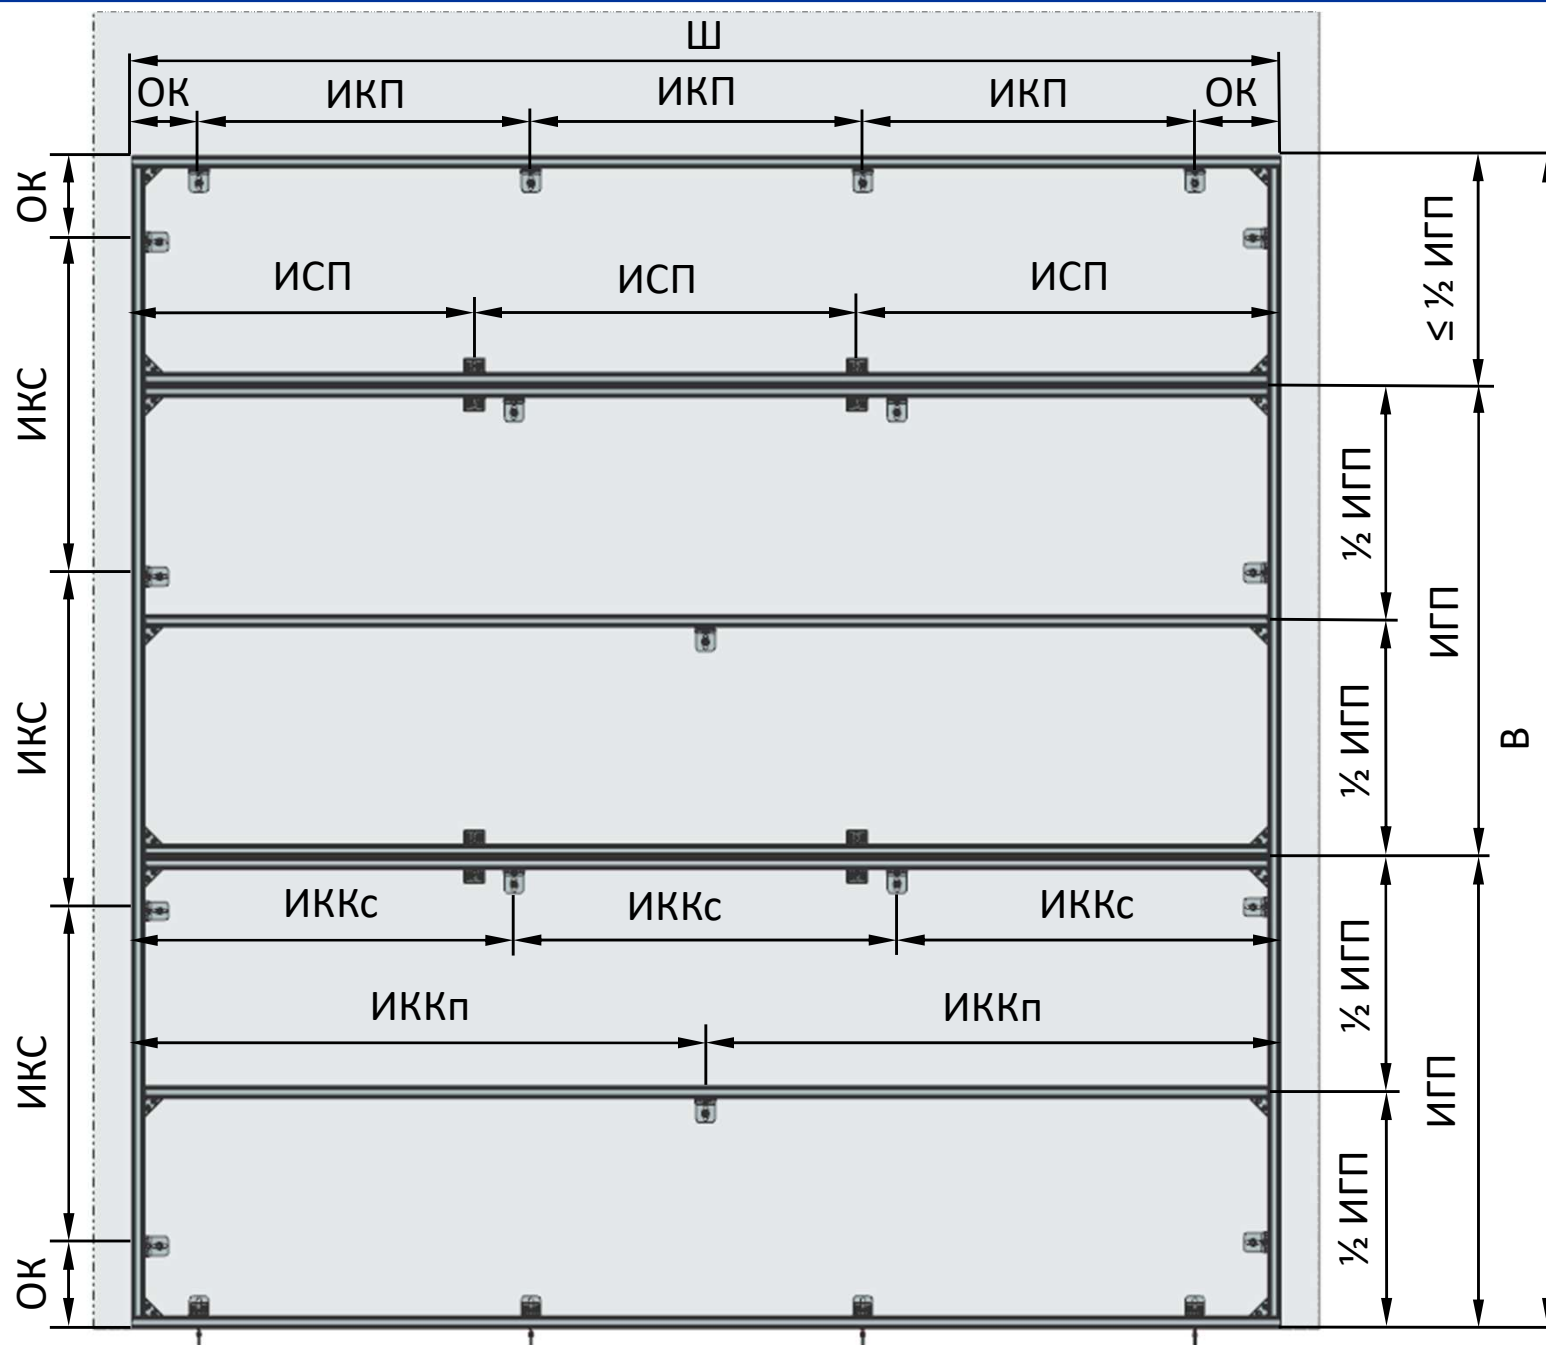 Ш
ОК ИКП ИКП ИКП ОК
ОК
≤ ½ ИГП
ИСП ИСП ИСП
ИКС
½ ИГП
ИГП
ИКС
½ ИГП
В
ИККс ИККс ИККс
½ ИГП
ИККп ИККп
ИКС
ИГП
½ ИГП
ОК